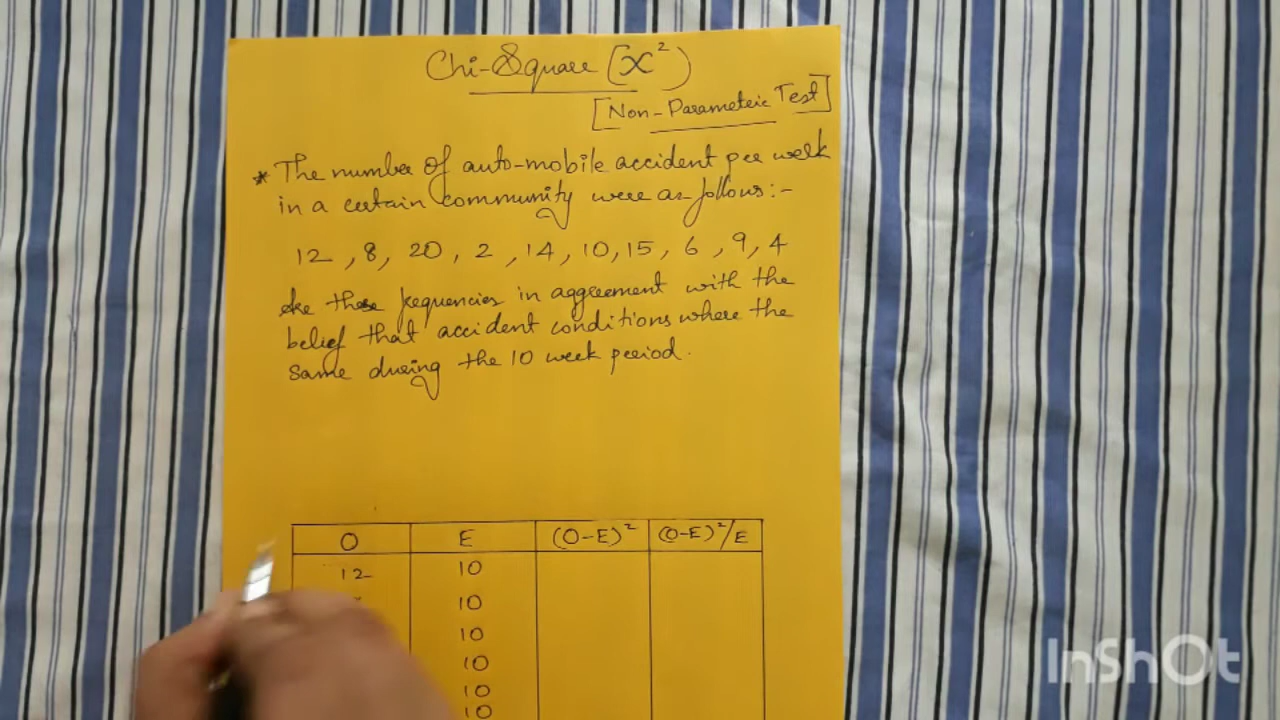 Chi-Square (x²)
[Non-Parametric Test]
* The number of auto-mobile accident per week
in a certain community were as follows:-
12, 8, 20, 2, 14, 10, 15, 6, 9, 4
Are these frequencies in aggreement with the
belief that accident conditions where the
same during the 10 week period.
O E (O-E)² (O-E)²/E
12 10
10
10
10
10
10
InShOt